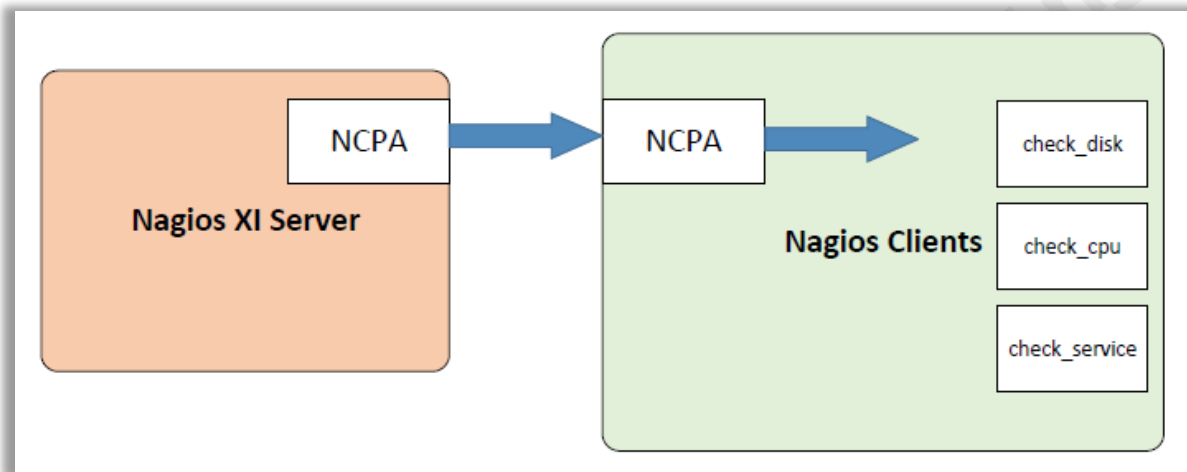 NCPA
Nagios XI Server
NCPA
Nagios Clients
check_disk
check_cpu
check_service